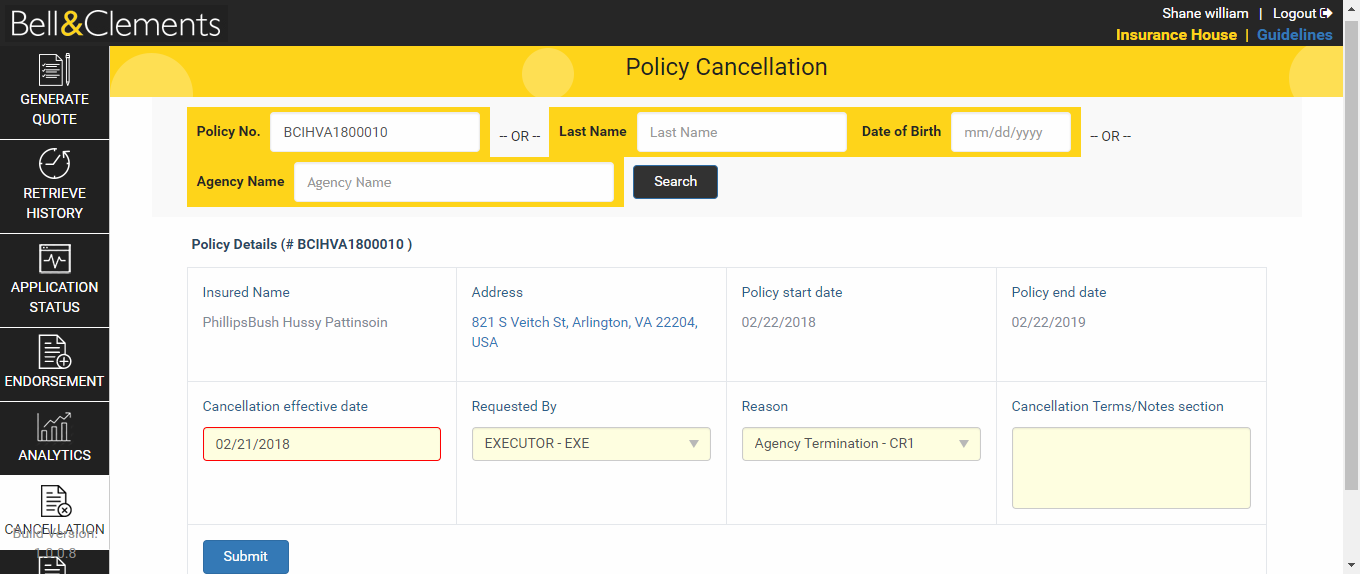 Bell&Clements
Shane william | Logout
Insurance House | Guidelines
GENERATE
QUOTE
RETRIEVE
HISTORY
APPLICATION
STATUS
ENDORSEMENT
ANALYTICS
CANCELLATION
Build Version:
1.0.0.8
Policy Cancellation
Policy No. BCIHVA1800010 -- OR -- Last Name Last Name Date of Birth mm/dd/yyyy -- OR --
Agency Name Agency Name Search
Policy Details (# BCIHVA1800010 )
Insured Name Address Policy start date Policy end date
PhillipsBush Hussy Pattinsoin 821 S Veitch St, Arlington, VA 22204, 02/22/2018 02/22/2019
USA
Cancellation effective date Requested By Reason Cancellation Terms/Notes section
02/21/2018 EXECUTOR - EXE Agency Termination - CR1
Submit